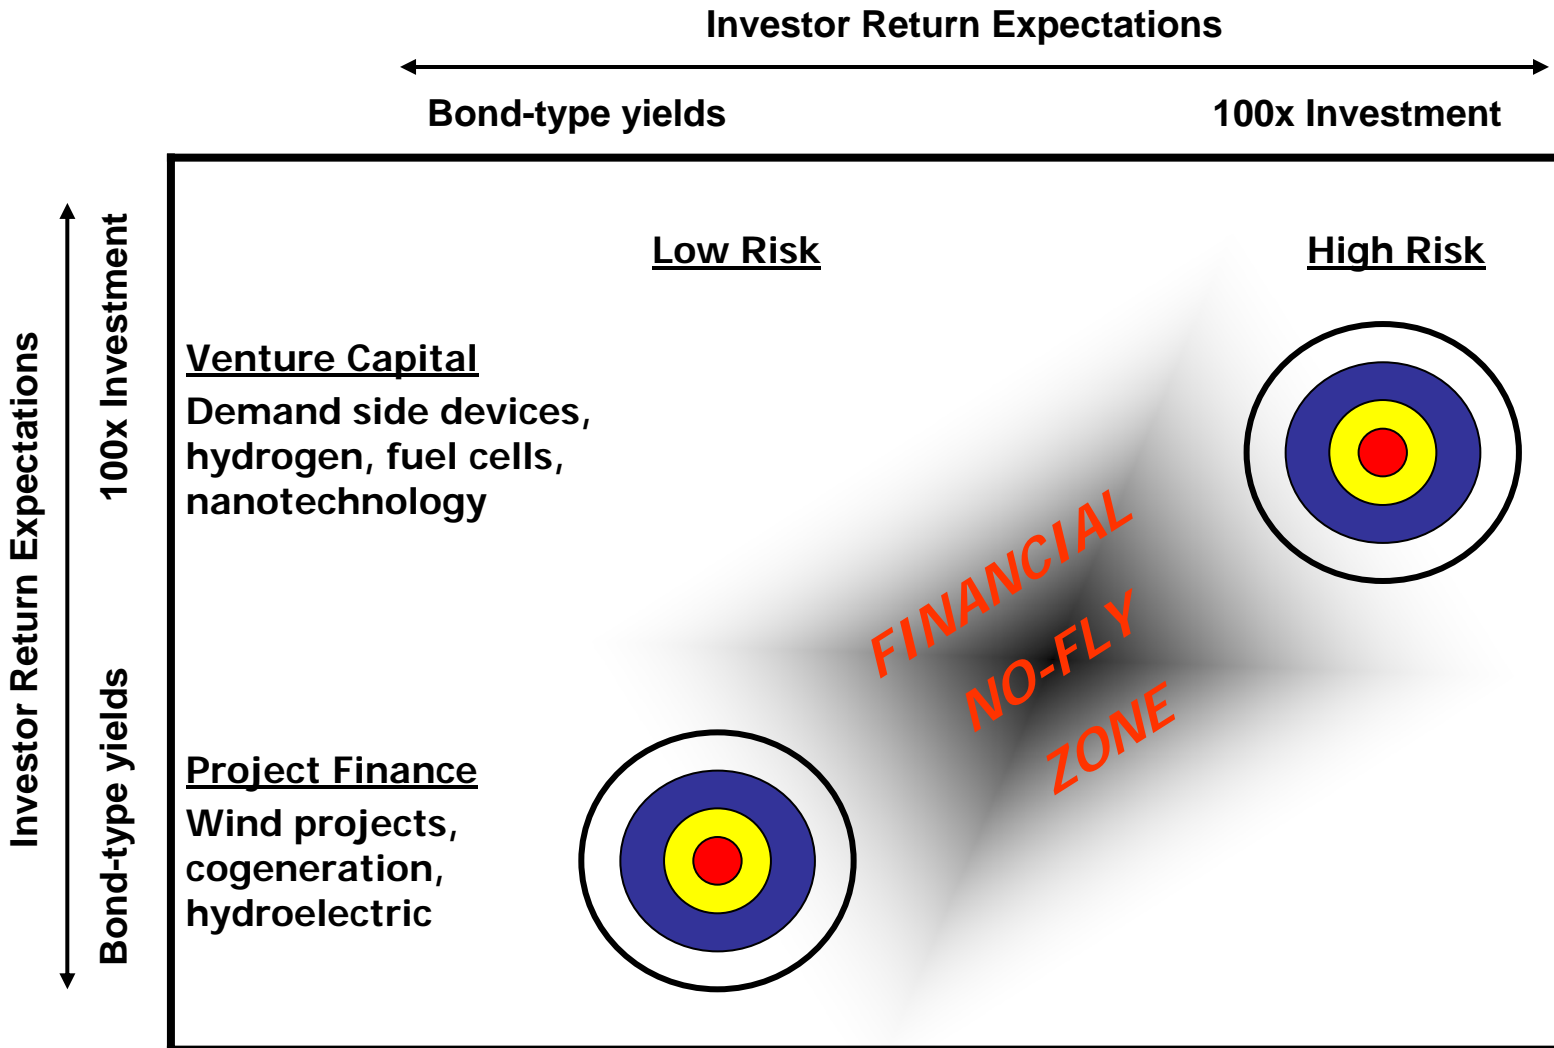 Investor Return Expectations
Bond-type yields
100x Investment
Investor Return Expectations
100x Investment
Bond-type yields
Low Risk
High Risk
Venture Capital
Demand side devices,
hydrogen, fuel cells,
nanotechnology
FINANCIAL
NO-FLY
ZONE
Project Finance
Wind projects,
cogeneration,
hydroelectric